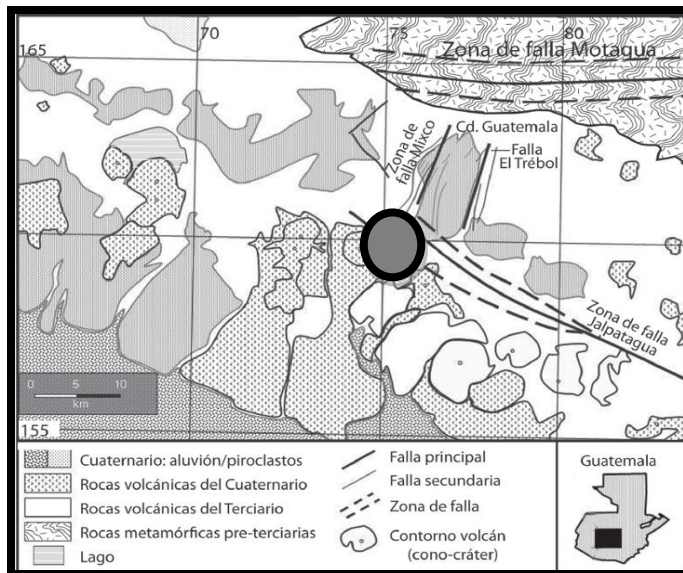 70 75 80
165
Zona de falla Motaqua
Cd. Guatemala
Zona de
falla Mixco
Falla
El Trébol
Zona de falla
Jalpatagua
0 5 10
km
155
Cuaternario: aluvión/piroclastos
Rocas volcánicas del Cuaternario
Rocas volcánicas del Terciario
Rocas metamórficas pre-terciarias
Lago
Falla principal
Falla secundaria
Zona de falla
Contorno volcán
(cono-cráter)
Guatemala